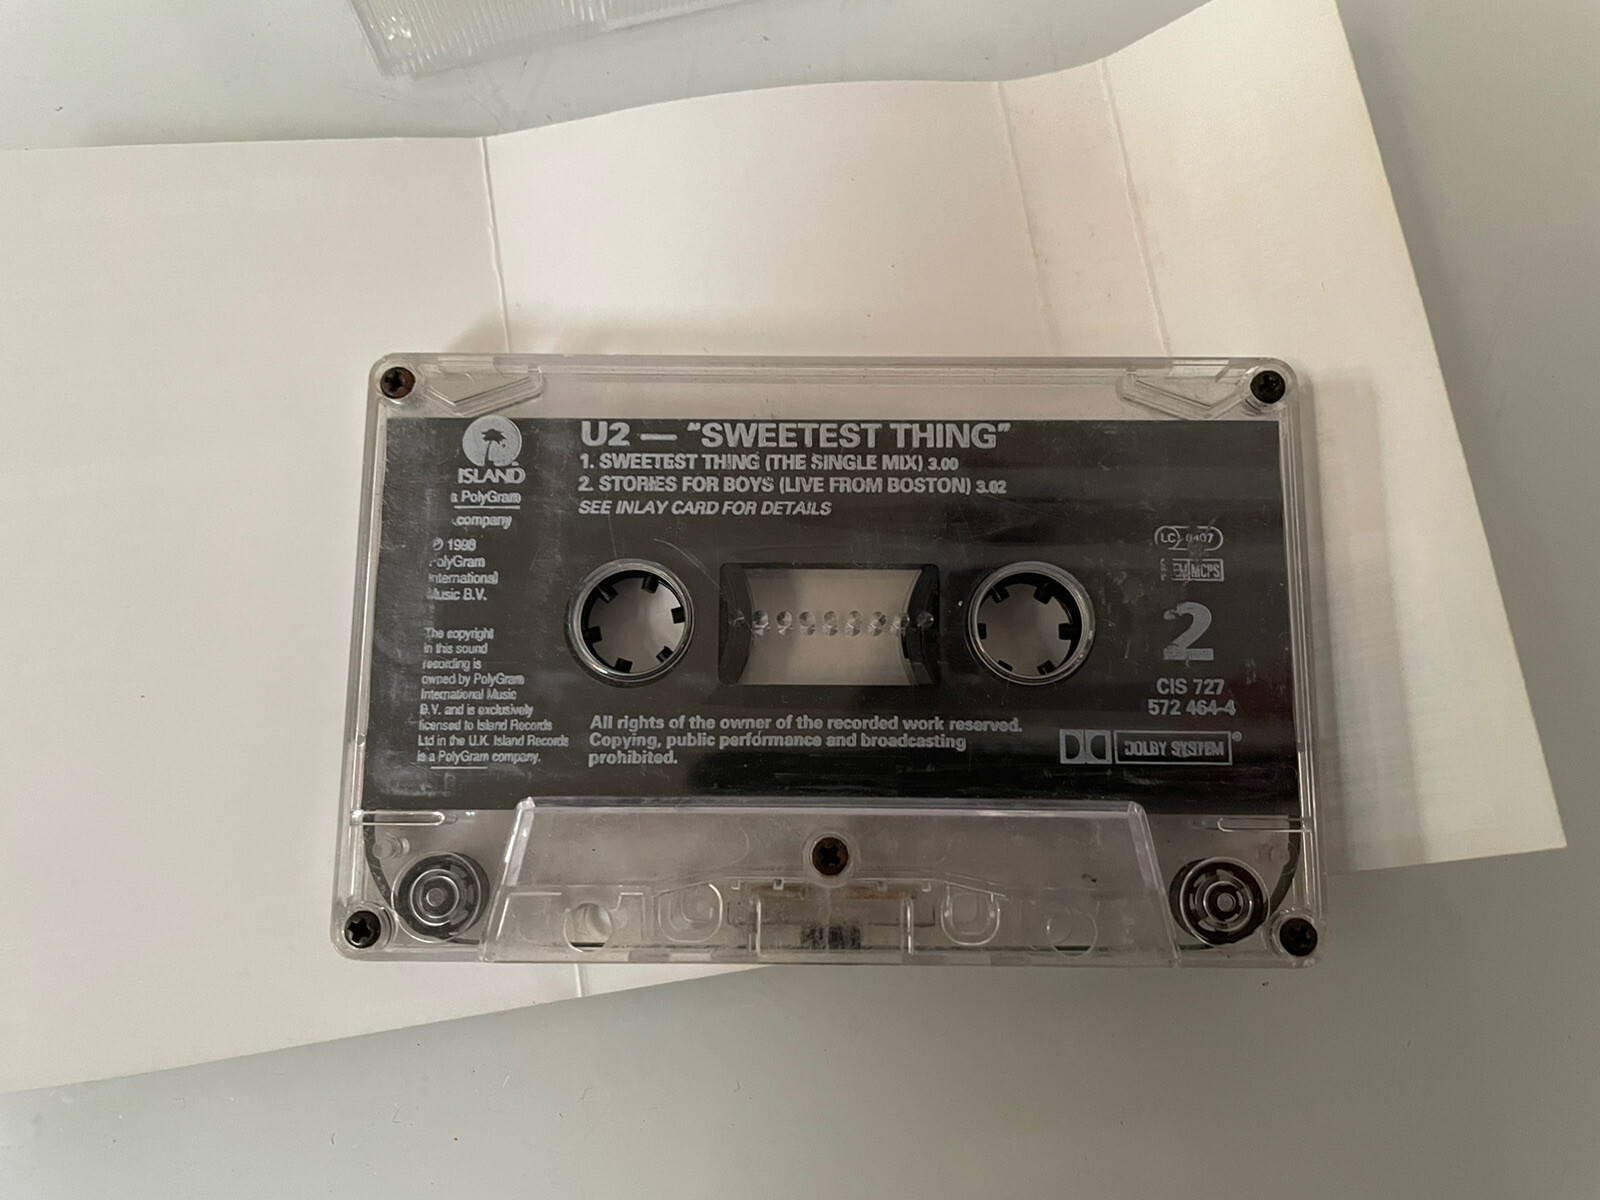 U2 — "SWEETEST THING"
1. SWEETEST THING (THE SINGLE MIX) 3.00
2. STORIES FOR BOYS (LIVE FROM BOSTON) 3.02
SEE INLAY CARD FOR DETAILS
ISLAND
a PolyGram
company
℗ 1998
PolyGram
International
Music B.V.
The copyright
in this sound
recording is
owned by PolyGram
International Music
B.V. and is exclusively
licensed to Island Records
Ltd in the U.K. Island Records
is a PolyGram company.
All rights of the owner of the recorded work reserved.
Copying, public performance and broadcasting
prohibited.
LC 0407
MCPS
2
CIS 727
572 464-4
DOLBY SYSTEM®